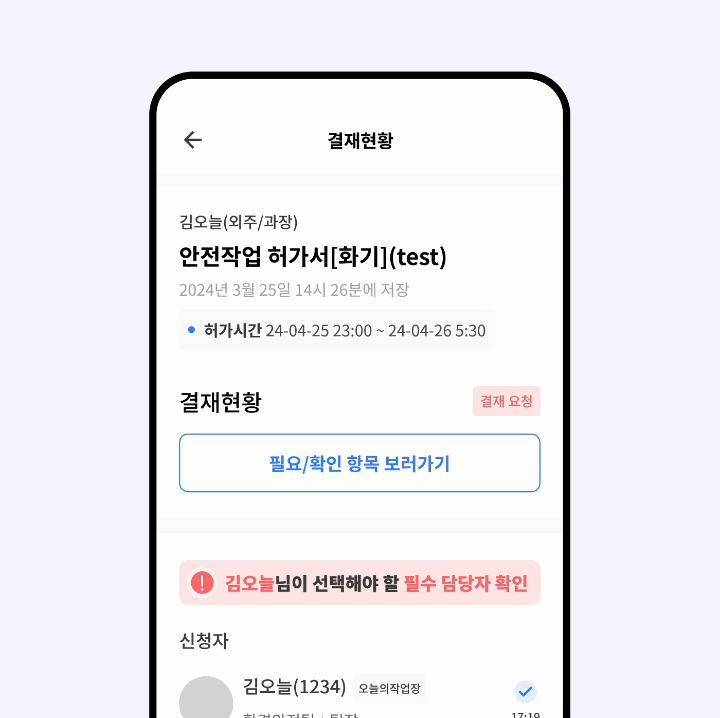 결재현황
김오늘(외주/과장)
안전작업 허가서[화기](test)
2024년 3월 25일 14시 26분에 저장
허가시간 24-04-25 23:00 ~ 24-04-26 5:30
결재현황
결재 요청
필요/확인 항목 보러가기
김오늘님이 선택해야 할 필수 담당자 확인
신청자
김오늘(1234) 오늘의작업장
17:19